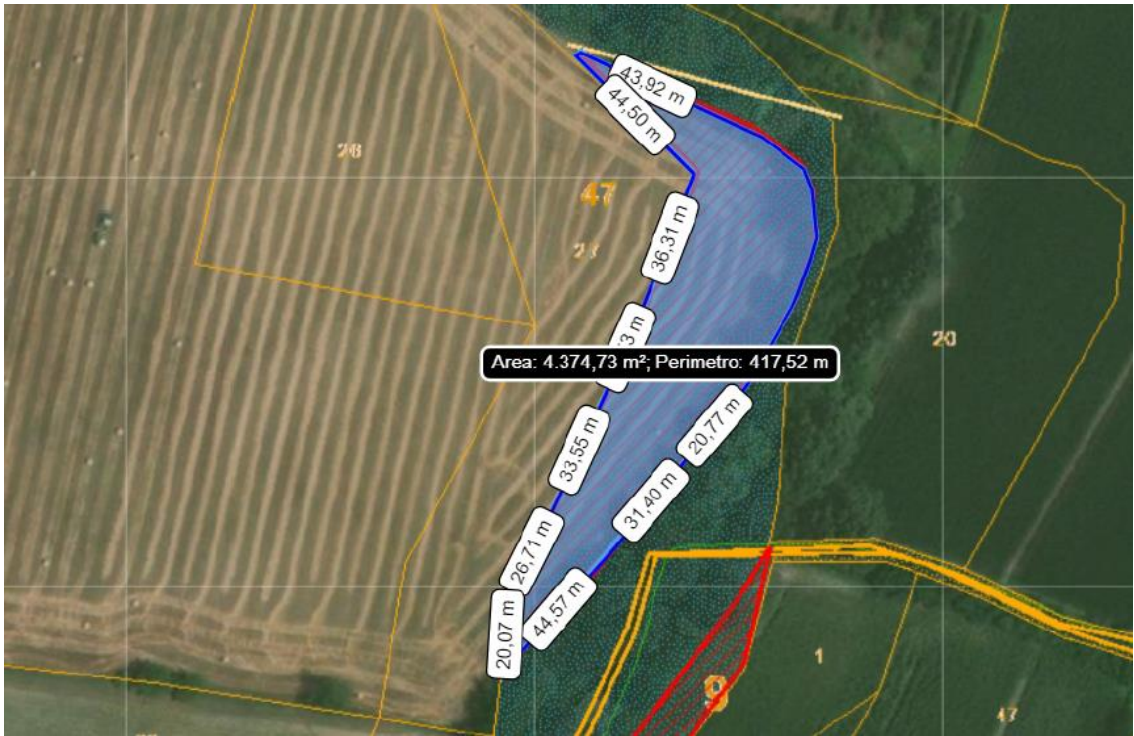 43,92 m
44,50 m
26
47
36,31 m
27
20
Area: 4.374,73 m²; Perimetro: 417,52 m
20,77 m
33,55 m
31,40 m
26,71 m
44,57 m
20,07 m
1
9
47